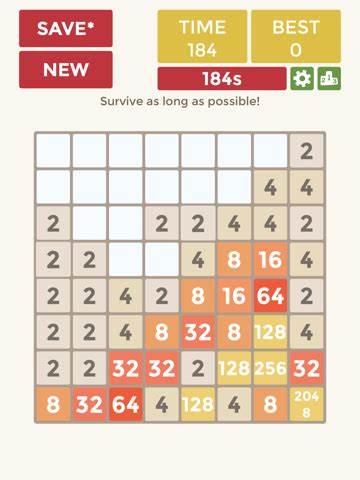 SAVE*
TIME
184
BEST
0
NEW
184s
Survive as long as possible!
2
4 4
2 2 2 4 4 2
2 2 4 8 16 4
2 2 4 2 8 16 64 2
2 2 4 8 32 8 128 4
2 2 32 32 2 128 256 32
8 32 64 4 128 4 8 2048